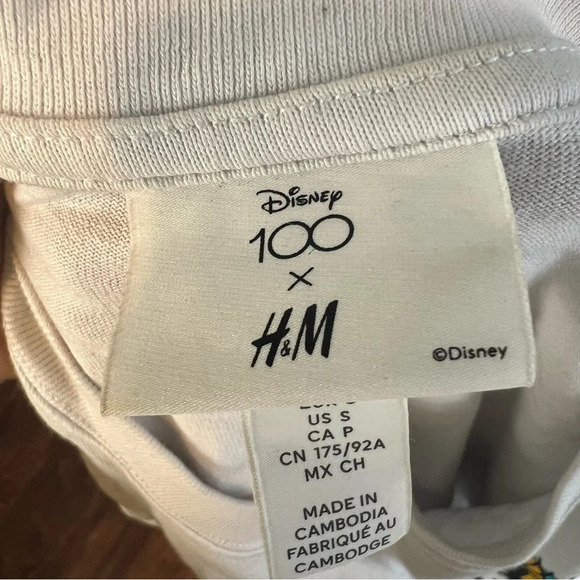 Disney
100
×
H&M
©Disney
US S
CA P
CN 175/92A
MX CH
MADE IN
CAMBODIA
FABRIQUÉ AU
CAMBODGE